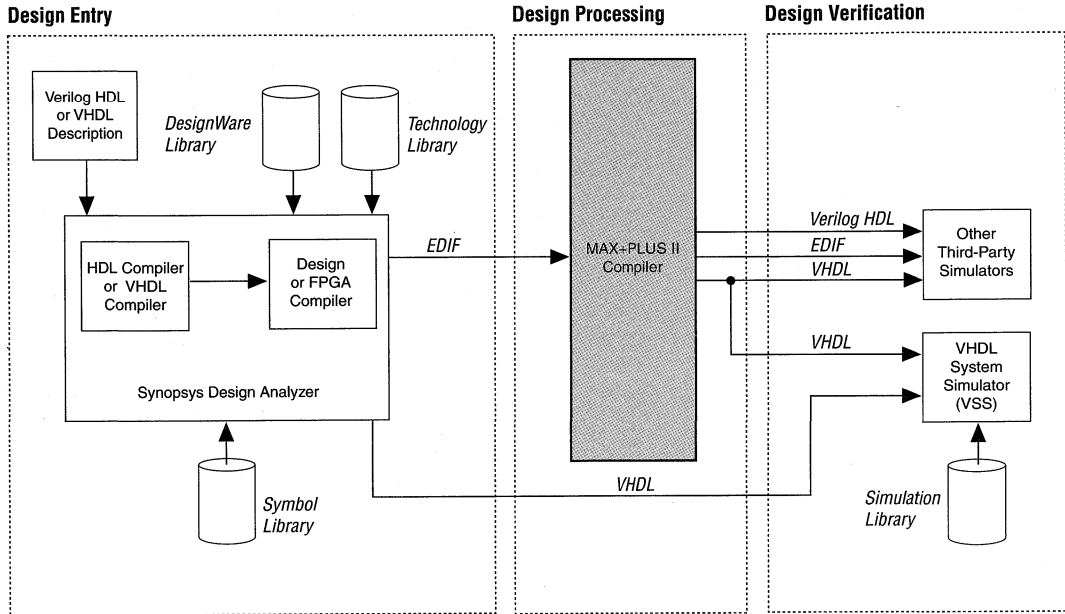 Design Entry
Design Processing
Design Verification
Verilog HDL
or VHDL
Description
DesignWare
Library
Technology
Library
HDL Compiler
or VHDL
Compiler
Design
or FPGA
Compiler
Synopsys Design Analyzer
Symbol
Library
EDIF
VHDL
MAX+PLUS II
Compiler
Verilog HDL
EDIF
VHDL
VHDL
Other
Third-Party
Simulators
VHDL
System
Simulator
(VSS)
Simulation
Library